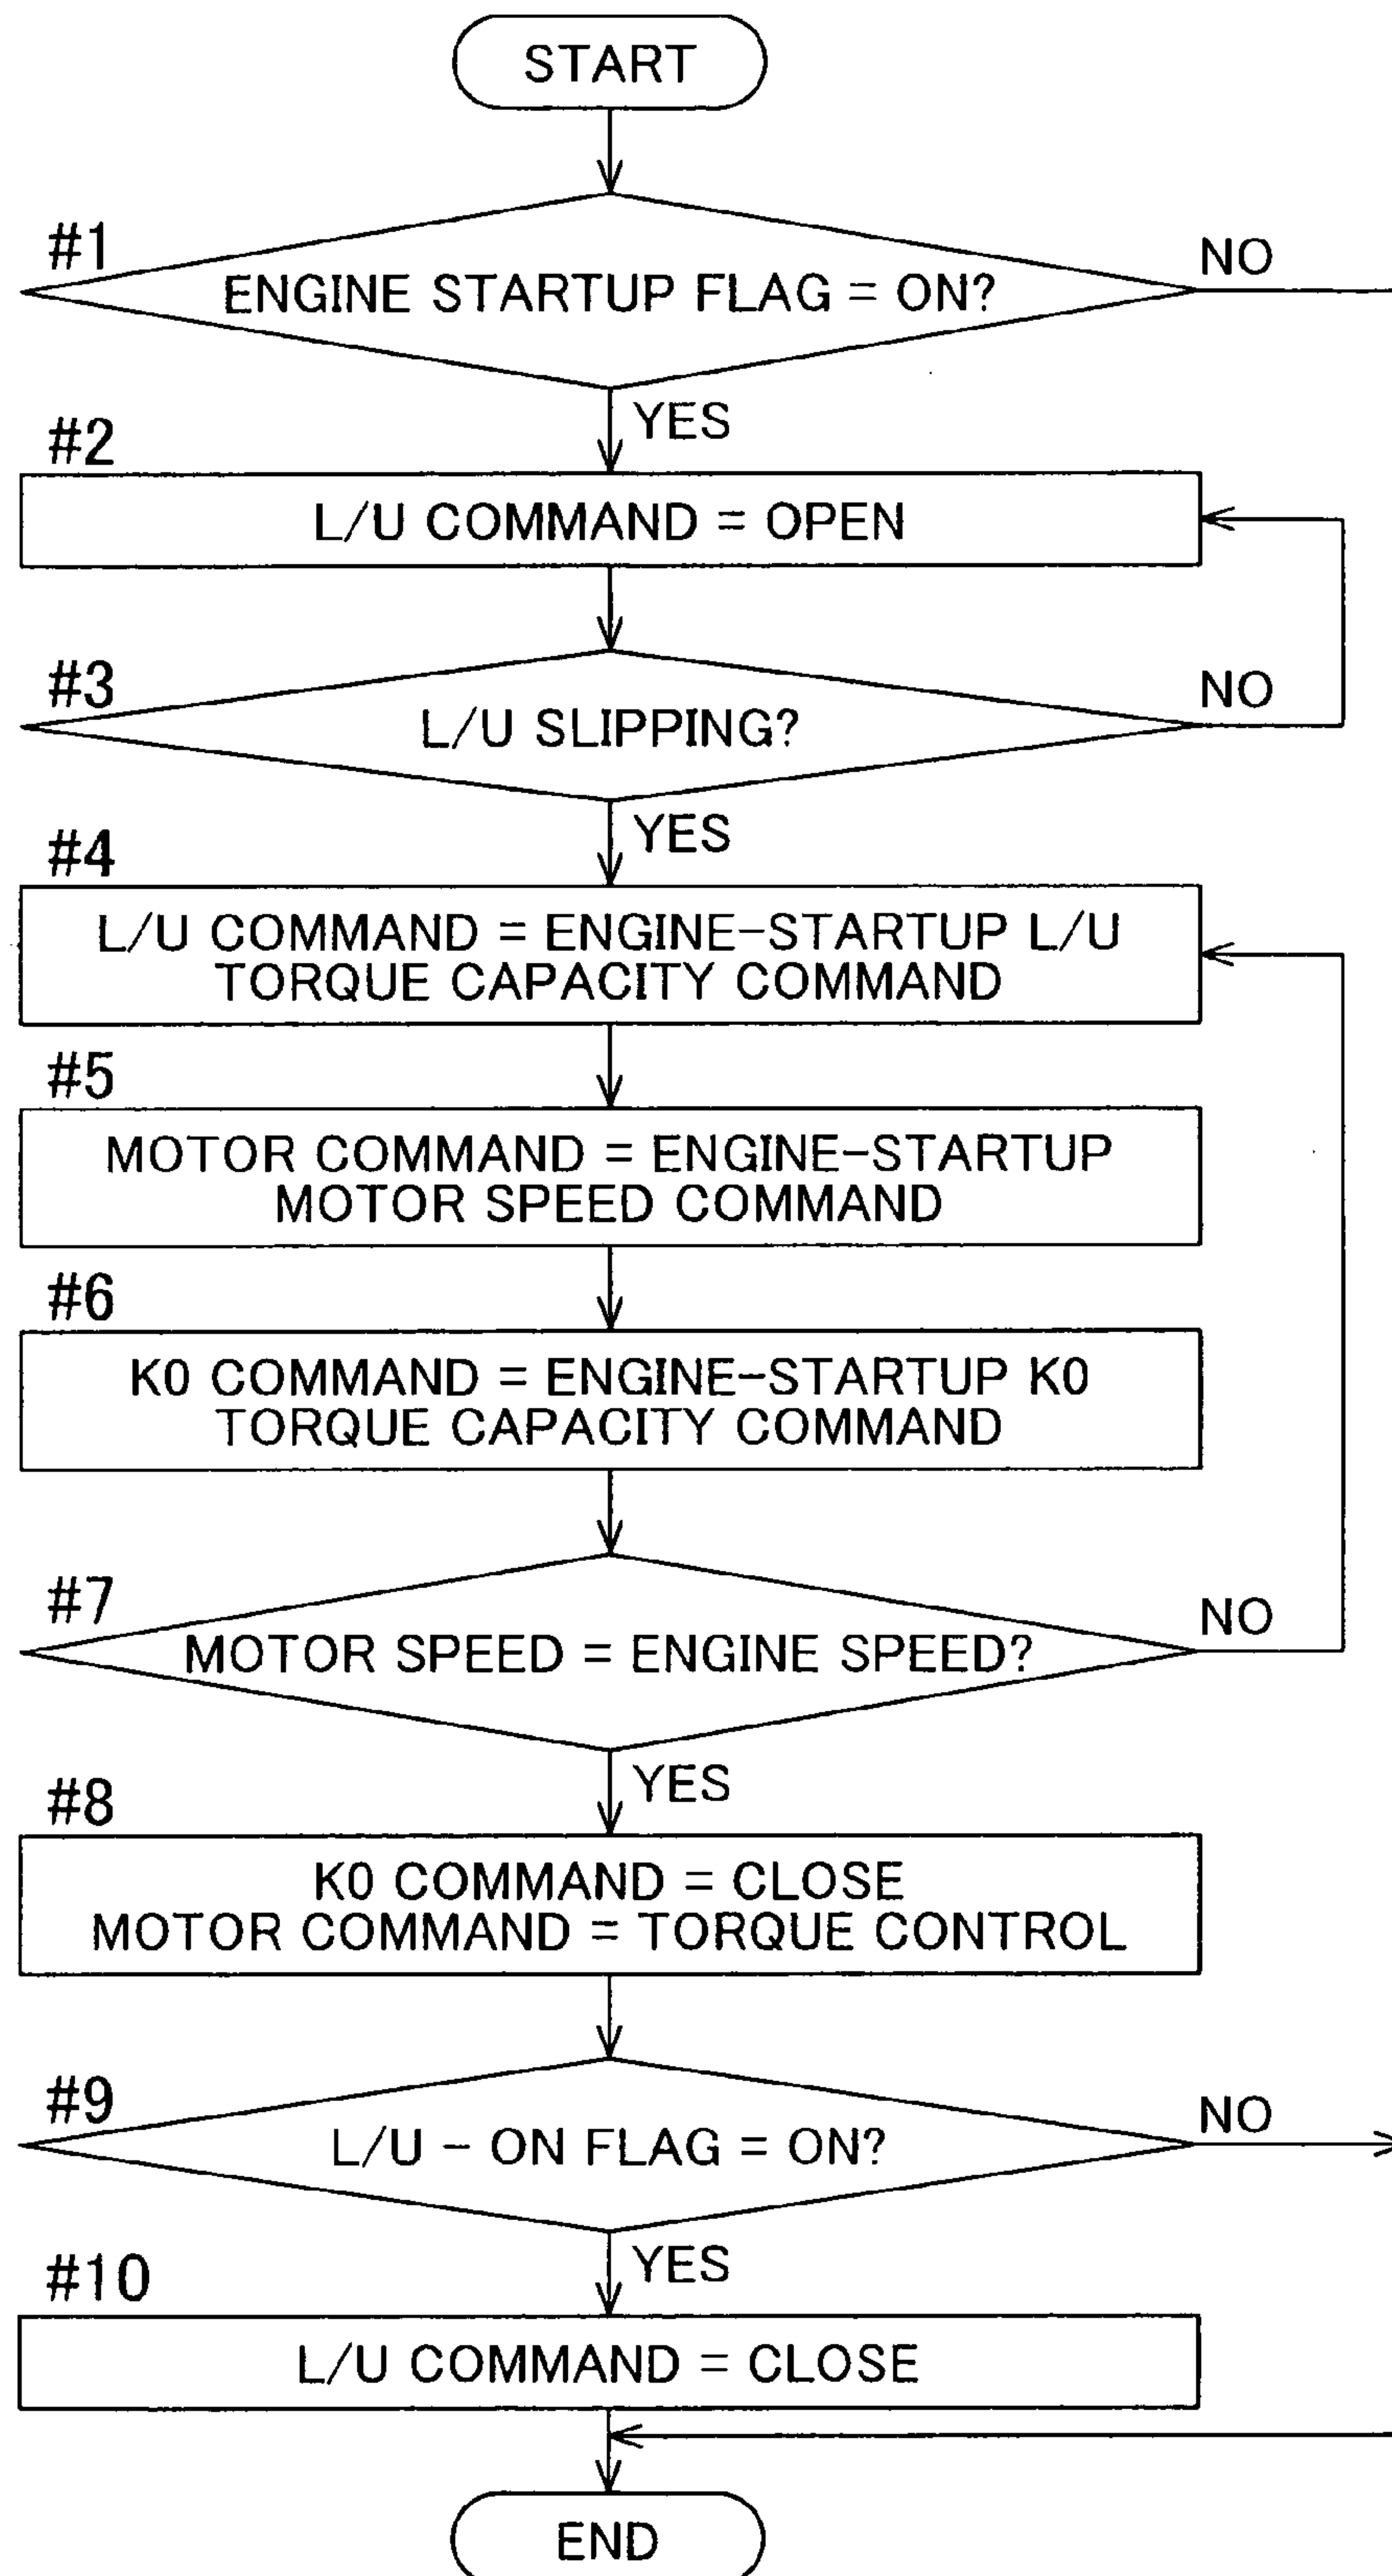 START
#1
ENGINE STARTUP FLAG = ON?
NO
YES
#2
L/U COMMAND = OPEN
#3
L/U SLIPPING?
NO
YES
#4
L/U COMMAND = ENGINE-STARTUP L/U
TORQUE CAPACITY COMMAND
#5
MOTOR COMMAND = ENGINE-STARTUP
MOTOR SPEED COMMAND
#6
K0 COMMAND = ENGINE-STARTUP K0
TORQUE CAPACITY COMMAND
#7
MOTOR SPEED = ENGINE SPEED?
NO
YES
#8
K0 COMMAND = CLOSE
MOTOR COMMAND = TORQUE CONTROL
#9
L/U - ON FLAG = ON?
NO
YES
#10
L/U COMMAND = CLOSE
END